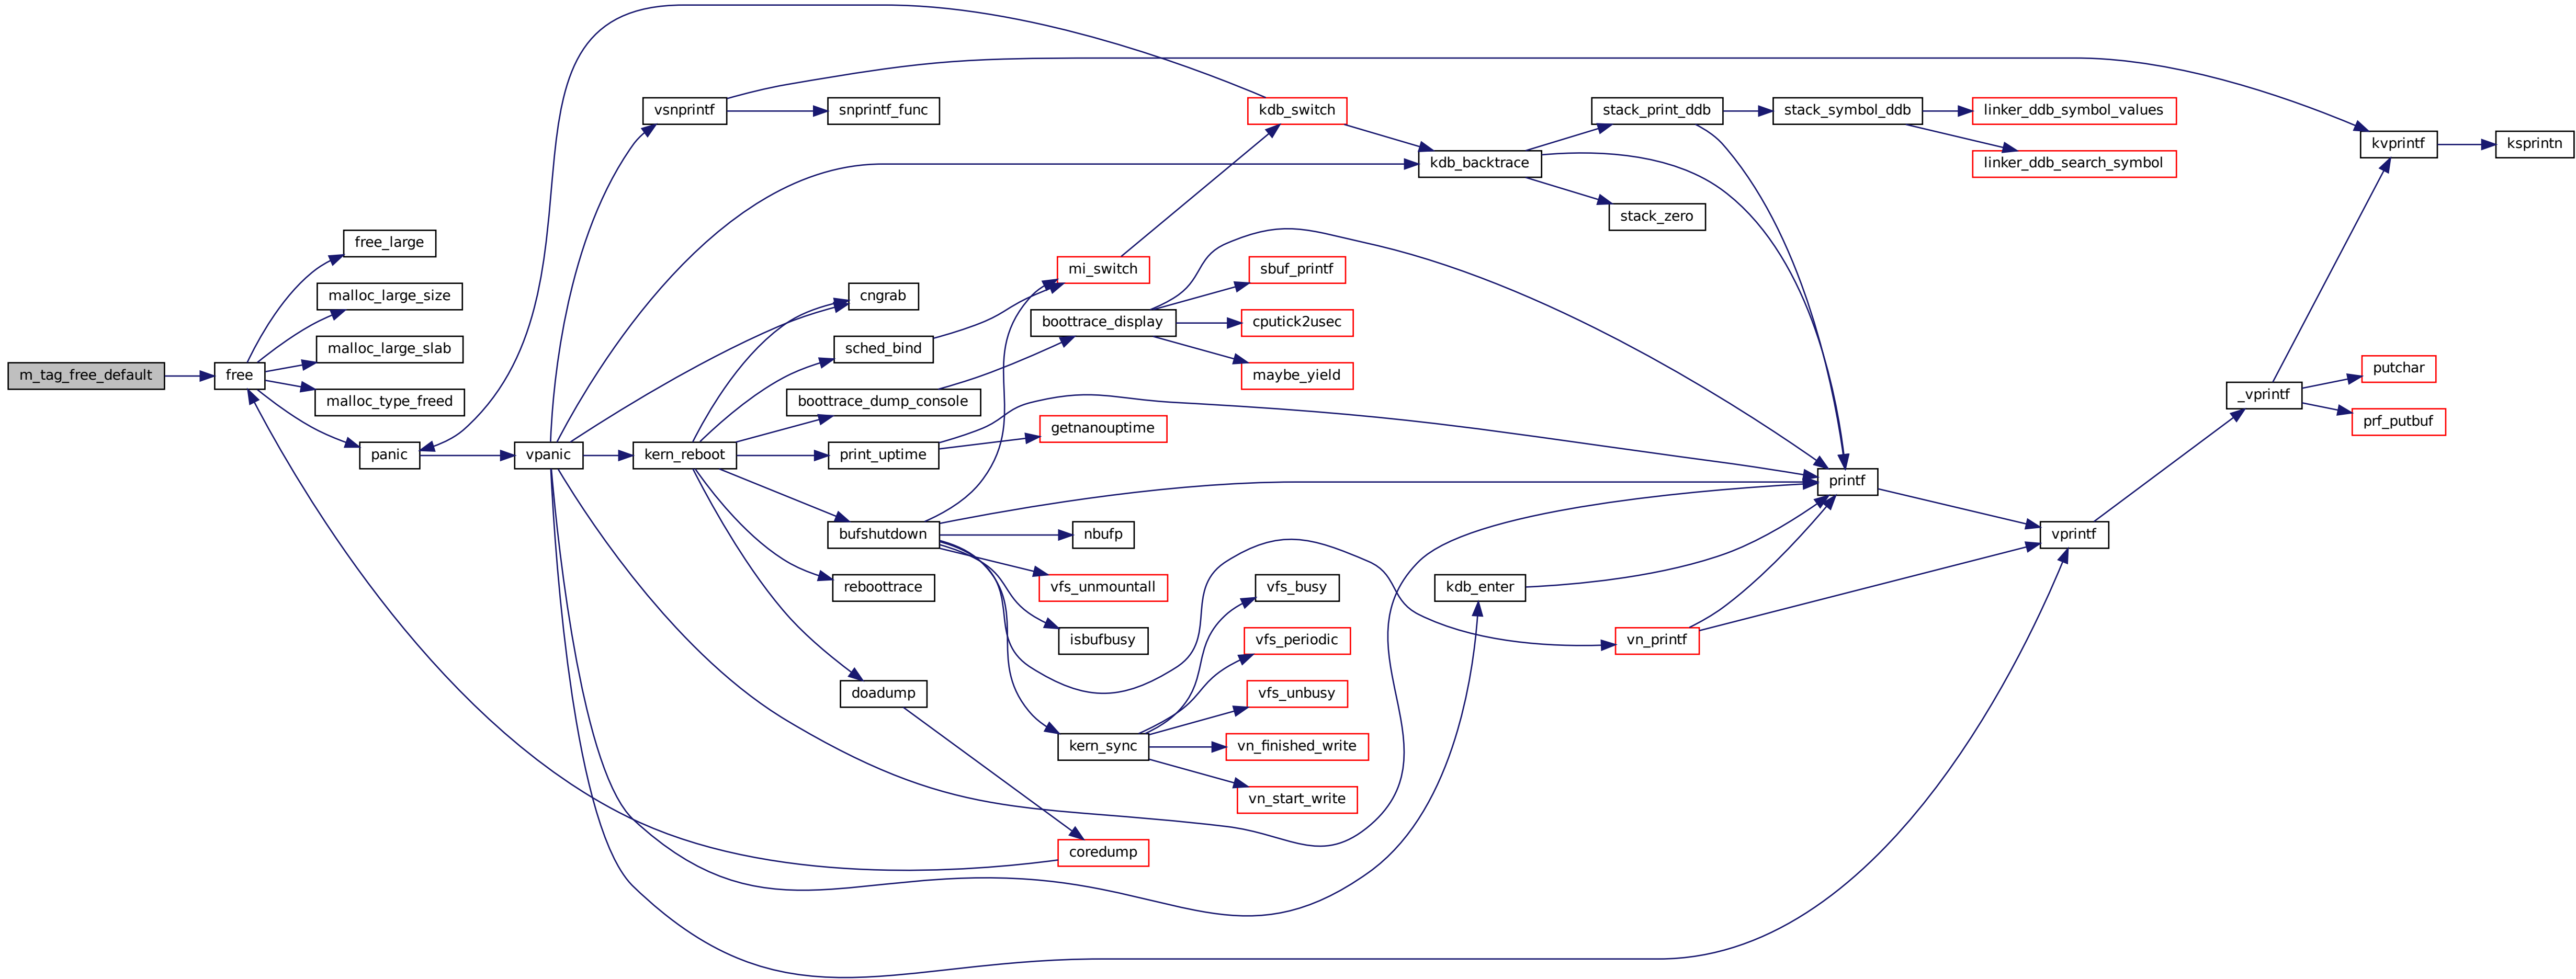 m_tag_free_default
free
free_large
malloc_large_size
malloc_large_slab
malloc_type_freed
panic
vpanic
vsnprintf
snprintf_func
kern_reboot
cngrab
sched_bind
boottrace_dump_console
print_uptime
bufshutdown
reboottrace
doadump
mi_switch
boottrace_display
getnanouptime
nbufp
vfs_unmountall
isbufbusy
kern_sync
coredump
kdb_switch
sbuf_printf
cputick2usec
maybe_yield
vfs_busy
vfs_periodic
vfs_unbusy
vn_finished_write
vn_start_write
kdb_backtrace
kdb_enter
stack_print_ddb
stack_zero
vn_printf
stack_symbol_ddb
printf
linker_ddb_symbol_values
linker_ddb_search_symbol
vprintf
_vprintf
kvprintf
putchar
prf_putbuf
ksprintn